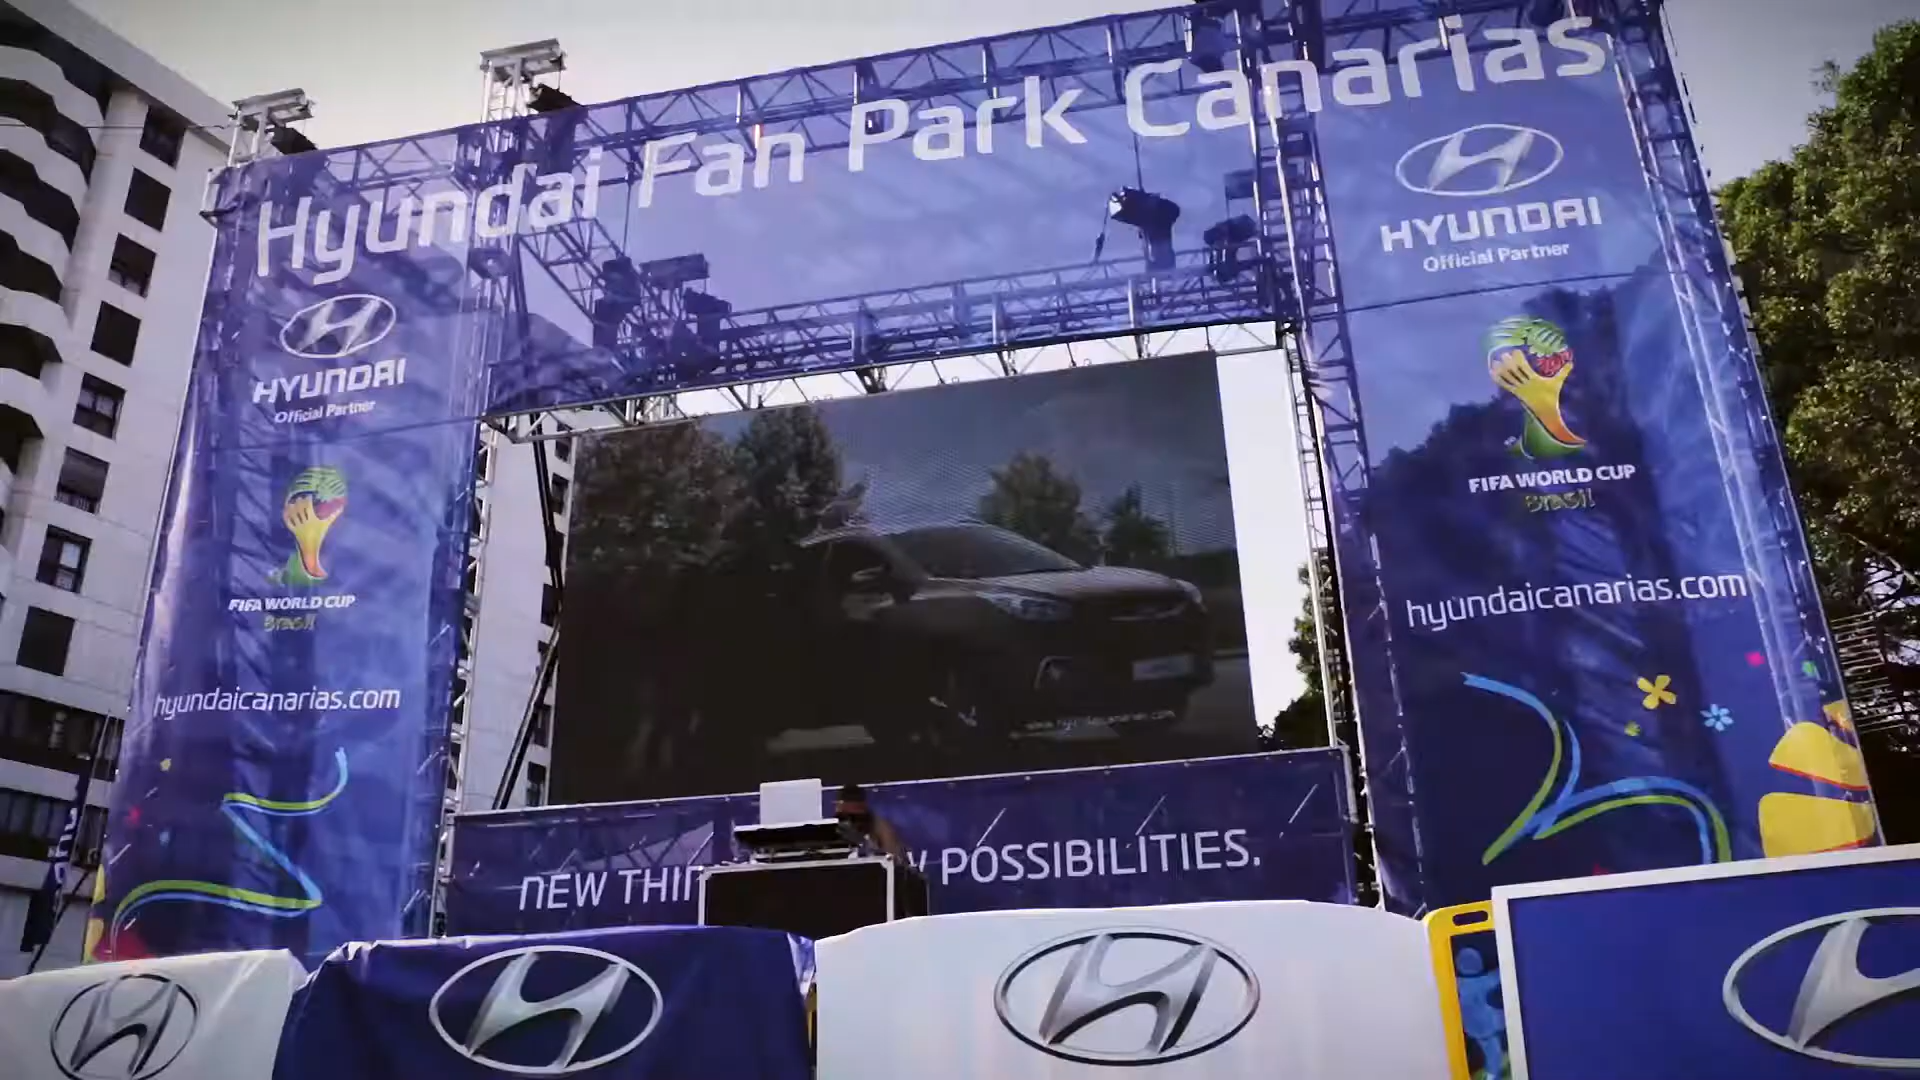 Hyundai Fan Park Canarias
HYUNDAI
Official Partner
FIFA WORLD CUP
Brasil
hyundaicanarias.com
HYUNDAI
Official Partner
FIFA WORLD CUP
Brasil
hyundaicanarias.com
NEW POSSIBILITIES.